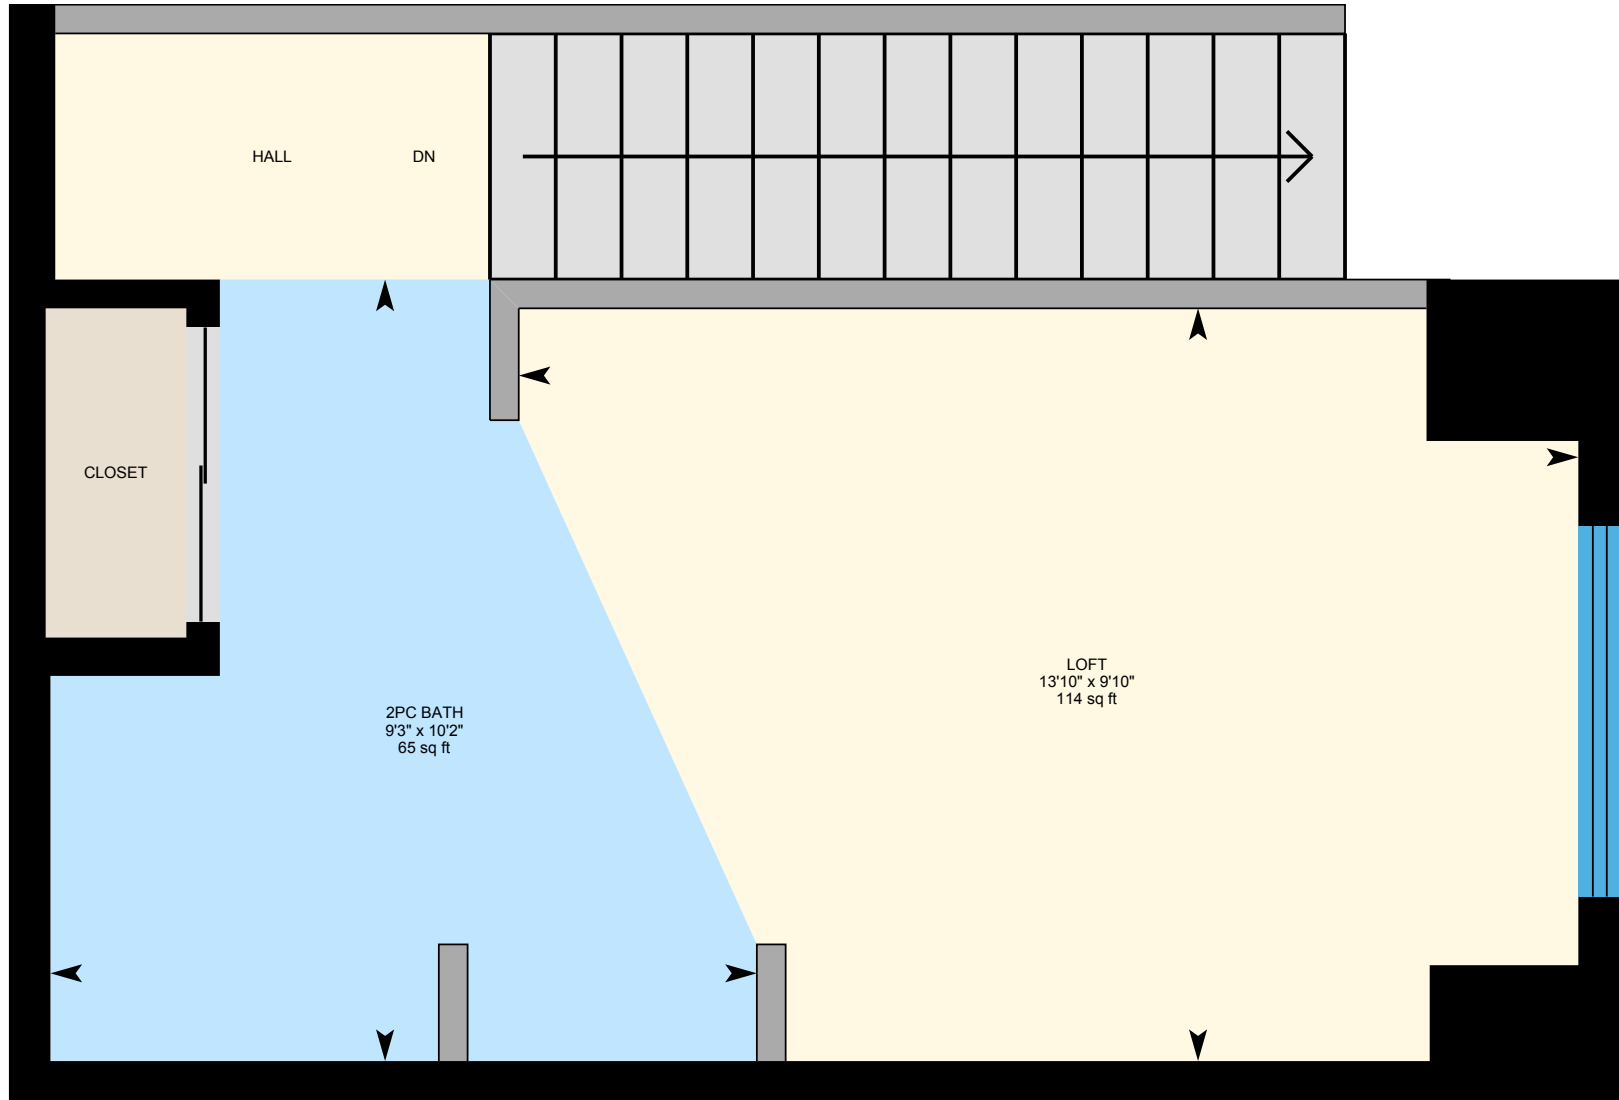 HALL
DN
CLOSET
LOFT
13'10" x 9'10"
114 sq ft
2PC BATH
9'3" x 10'2"
65 sq ft